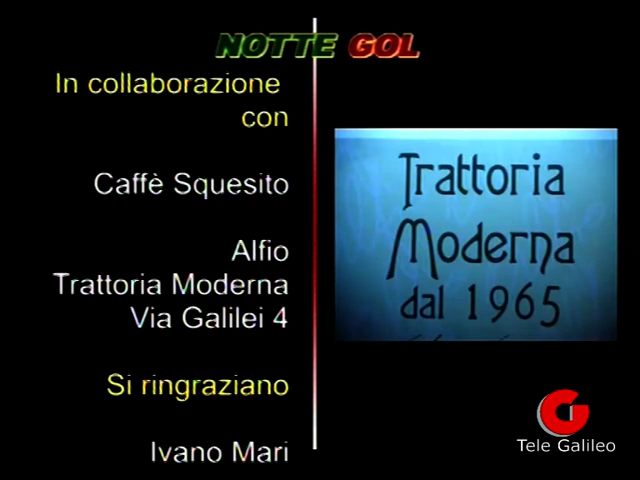 NOTTE GOL
In collaborazione
con
Caffè Squesito
Alfio
Trattoria Moderna
Via Galilei 4
Si ringraziano
Ivano Mari
Trattoria
Moderna
dal 1965
Tele Galileo